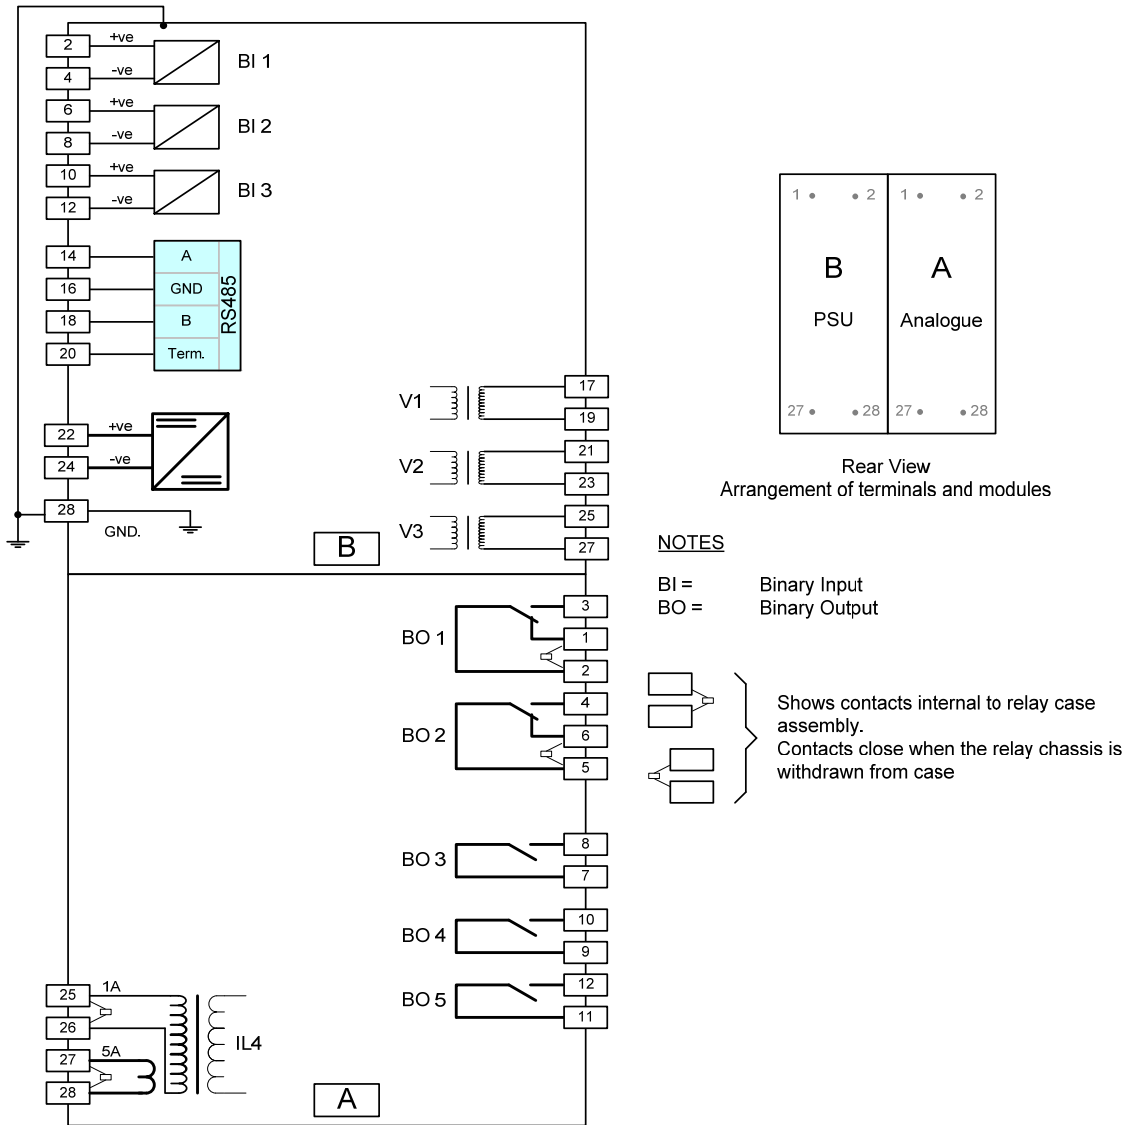 2 +ve
BI 1
4 -ve
6 +ve
BI 2
8 -ve
10 +ve
BI 3
12 -ve
14 A
16 GND
18 B
20 Term.
RS485
22 +ve
24 -ve
28
GND.
V1
17
19
V2
21
23
V3
25
27
B
BO 1
3
1
2
BO 2
4
6
5
BO 3
8
7
BO 4
10
9
BO 5
12
11
25 1A
26
27 5A
28
IL4
A
1 2 1 2
B A
PSU Analogue
27 28 27 28
Rear View
Arrangement of terminals and modules
NOTES
BI = Binary Input
BO = Binary Output
Shows contacts internal to relay case
assembly.
Contacts close when the relay chassis is
withdrawn from case